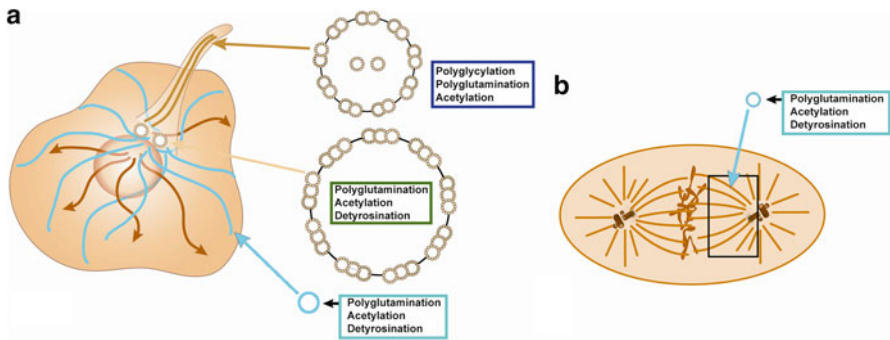 a
Polyglycylation
Polyglutamination
Acetylation
Polyglutamination
Acetylation
Detyrosination
Polyglutamination
Acetylation
Detyrosination
b
Polyglutamination
Acetylation
Detyrosination